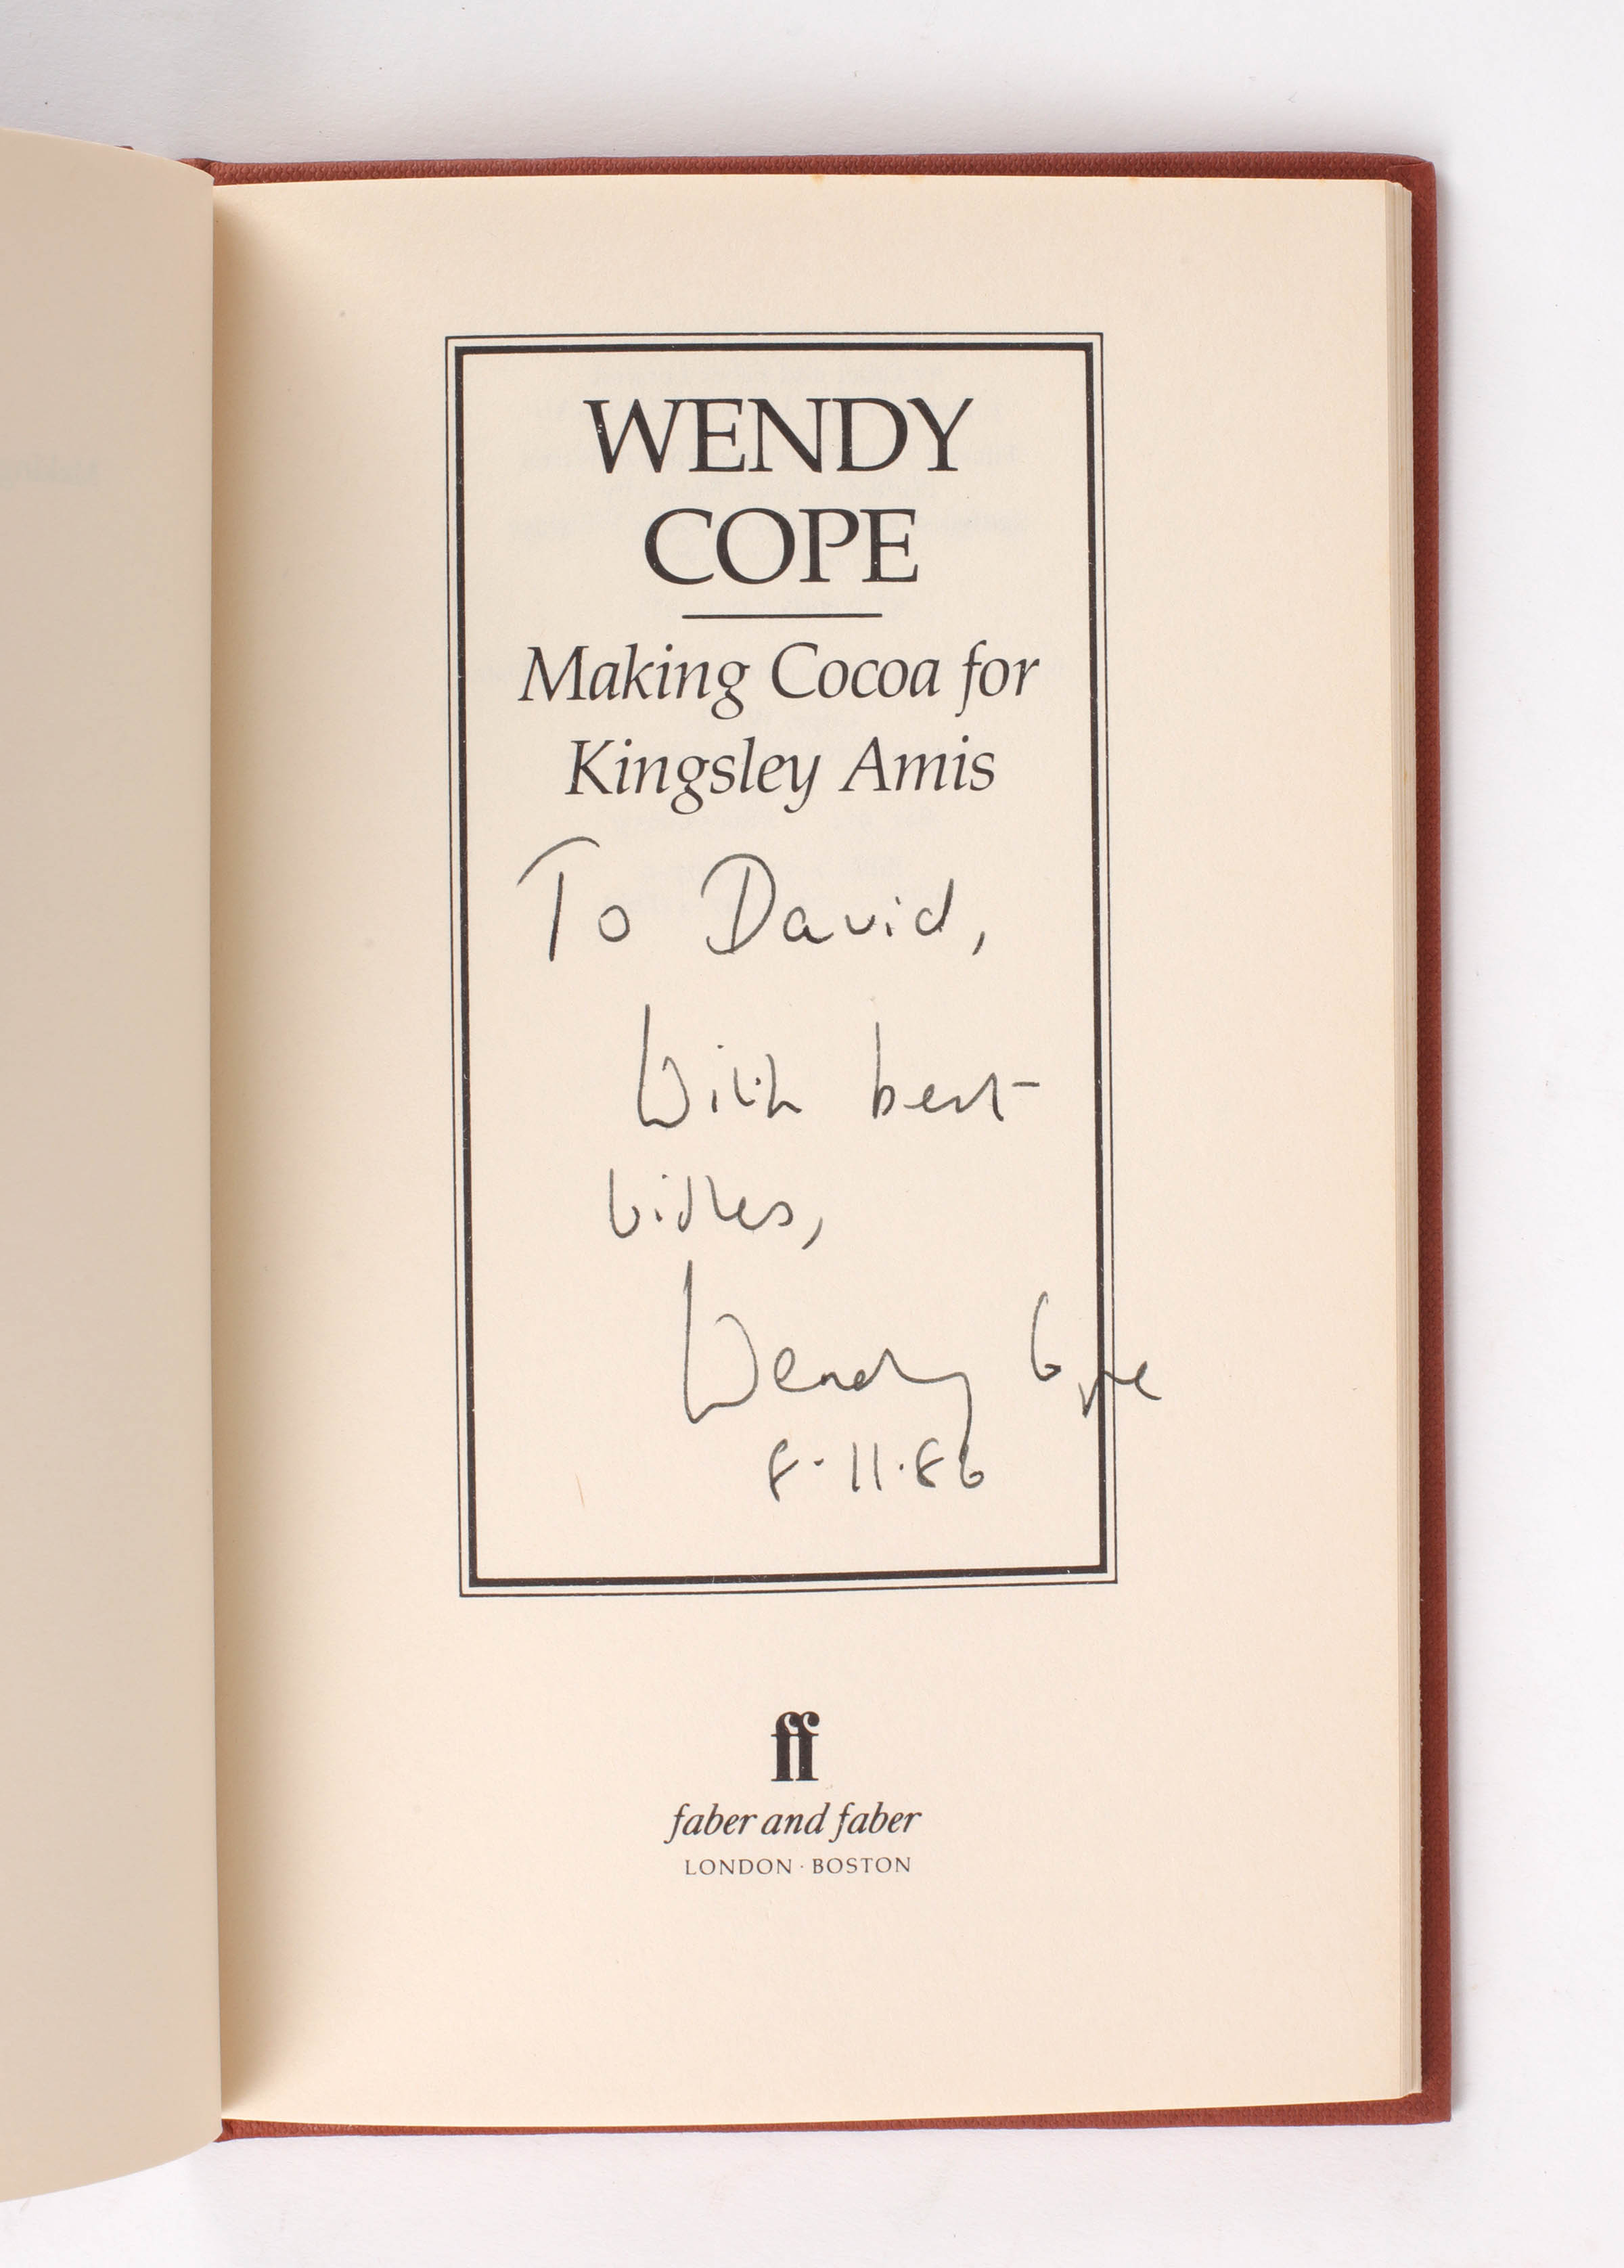 WENDY
COPE
Making Cocoa for
Kingsley Amis
To David,
With best
wishes,
Wendy Cope
8.11.86
ff
faber and faber
LONDON · BOSTON